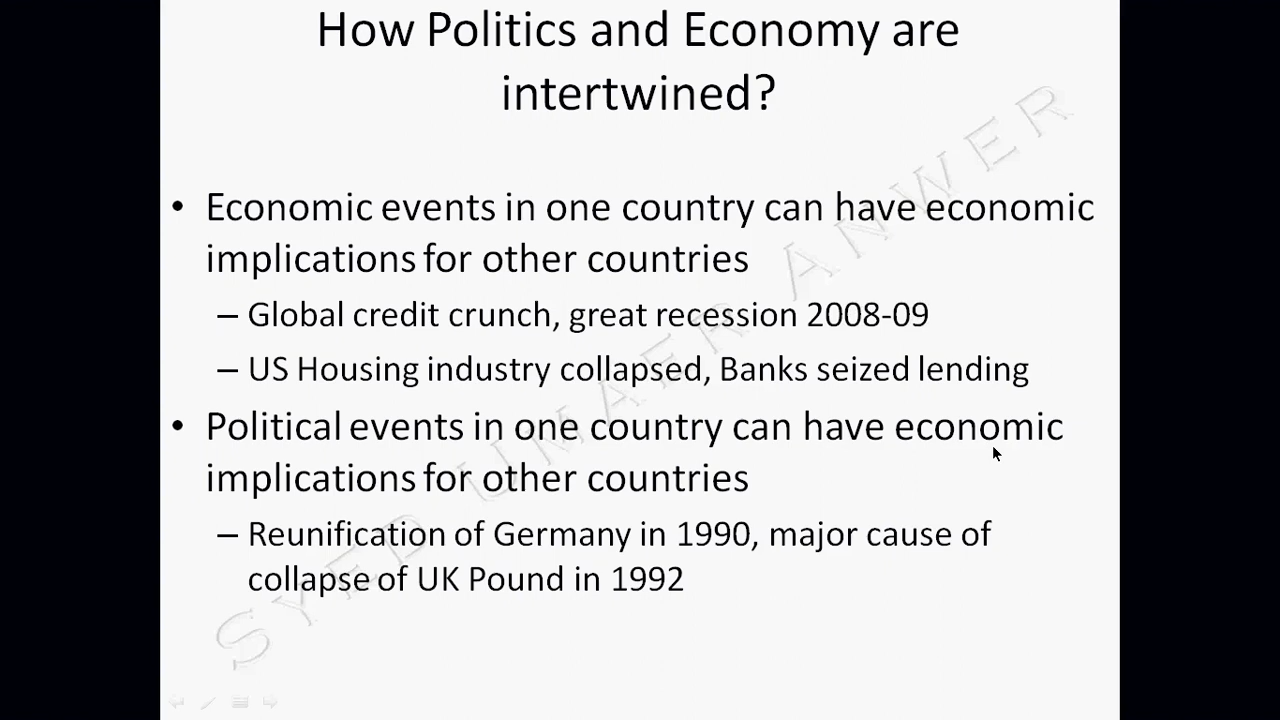 How Politics and Economy are
intertwined?
• Economic events in one country can have economic
implications for other countries
– Global credit crunch, great recession 2008-09
– US Housing industry collapsed, Banks seized lending
• Political events in one country can have economic
implications for other countries
– Reunification of Germany in 1990, major cause of
collapse of UK Pound in 1992
SYED UMAER ANWER